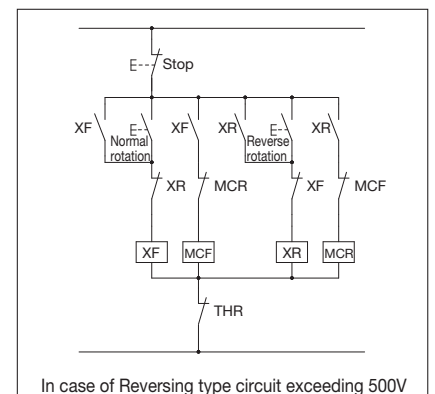 E Stop
XF E XF XR E XR
Normal Reverse
rotation rotation
XR MCR XF MCF
XF MCF XR MCR
THR
In case of Reversing type circuit exceeding 500V